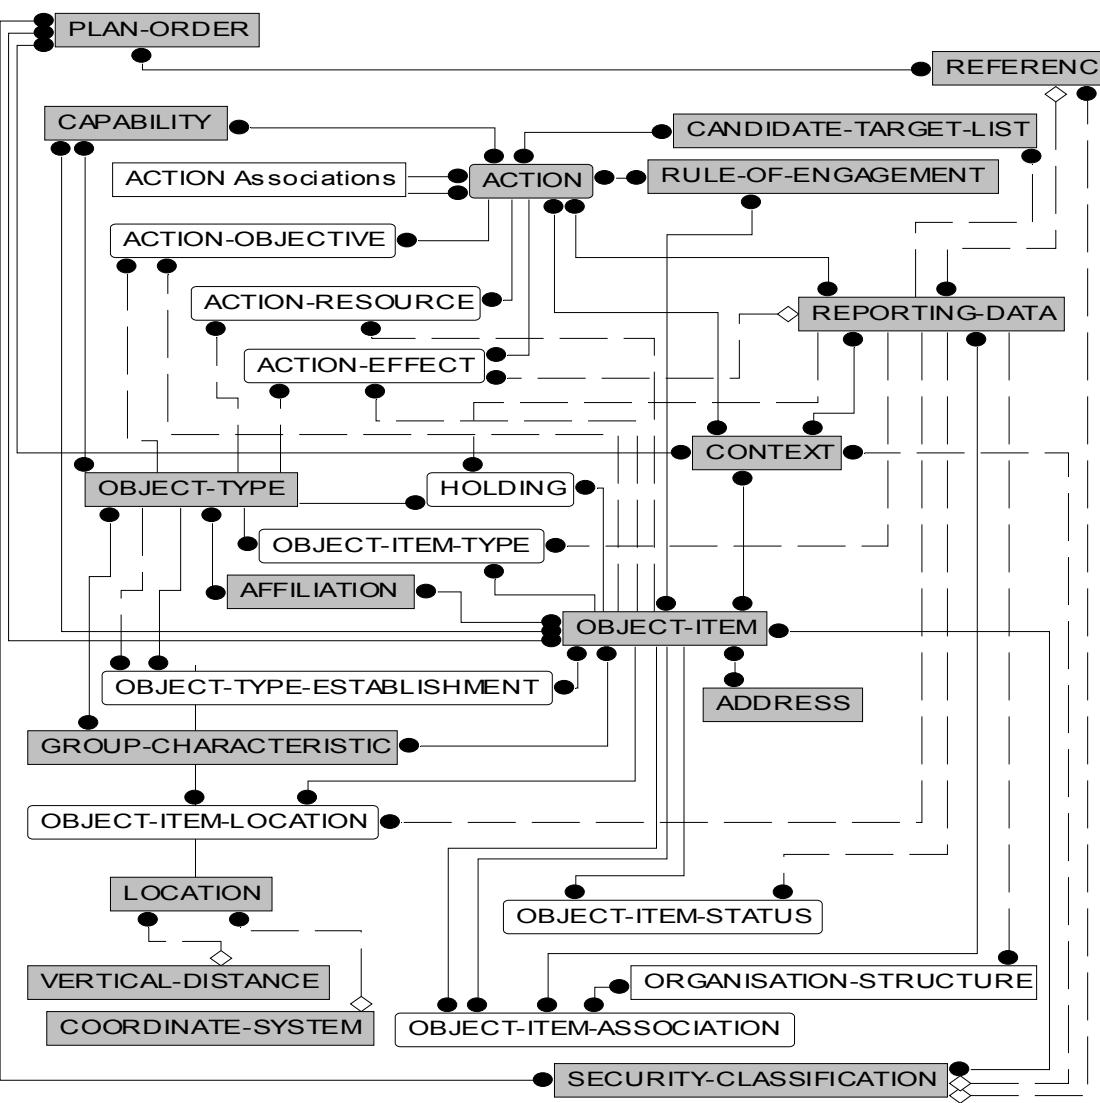 PLAN-ORDER
REFERENC
CAPABILITY
CANDIDATE-TARGET-LIST
ACTION Associations
ACTION
RULE-OF-ENGAGEMENT
ACTION-OBJECTIVE
ACTION-RESOURCE
REPORTING-DATA
ACTION-EFFECT
CONTEXT
OBJECT-TYPE
HOLDING
OBJECT-ITEM-TYPE
AFFILIATION
OBJECT-ITEM
OBJECT-TYPE-ESTABLISHMENT
ADDRESS
GROUP-CHARACTERISTIC
OBJECT-ITEM-LOCATION
LOCATION
OBJECT-ITEM-STATUS
VERTICAL-DISTANCE
ORGANISATION-STRUCTURE
COORDINATE-SYSTEM
OBJECT-ITEM-ASSOCIATION
SECURITY-CLASSIFICATION